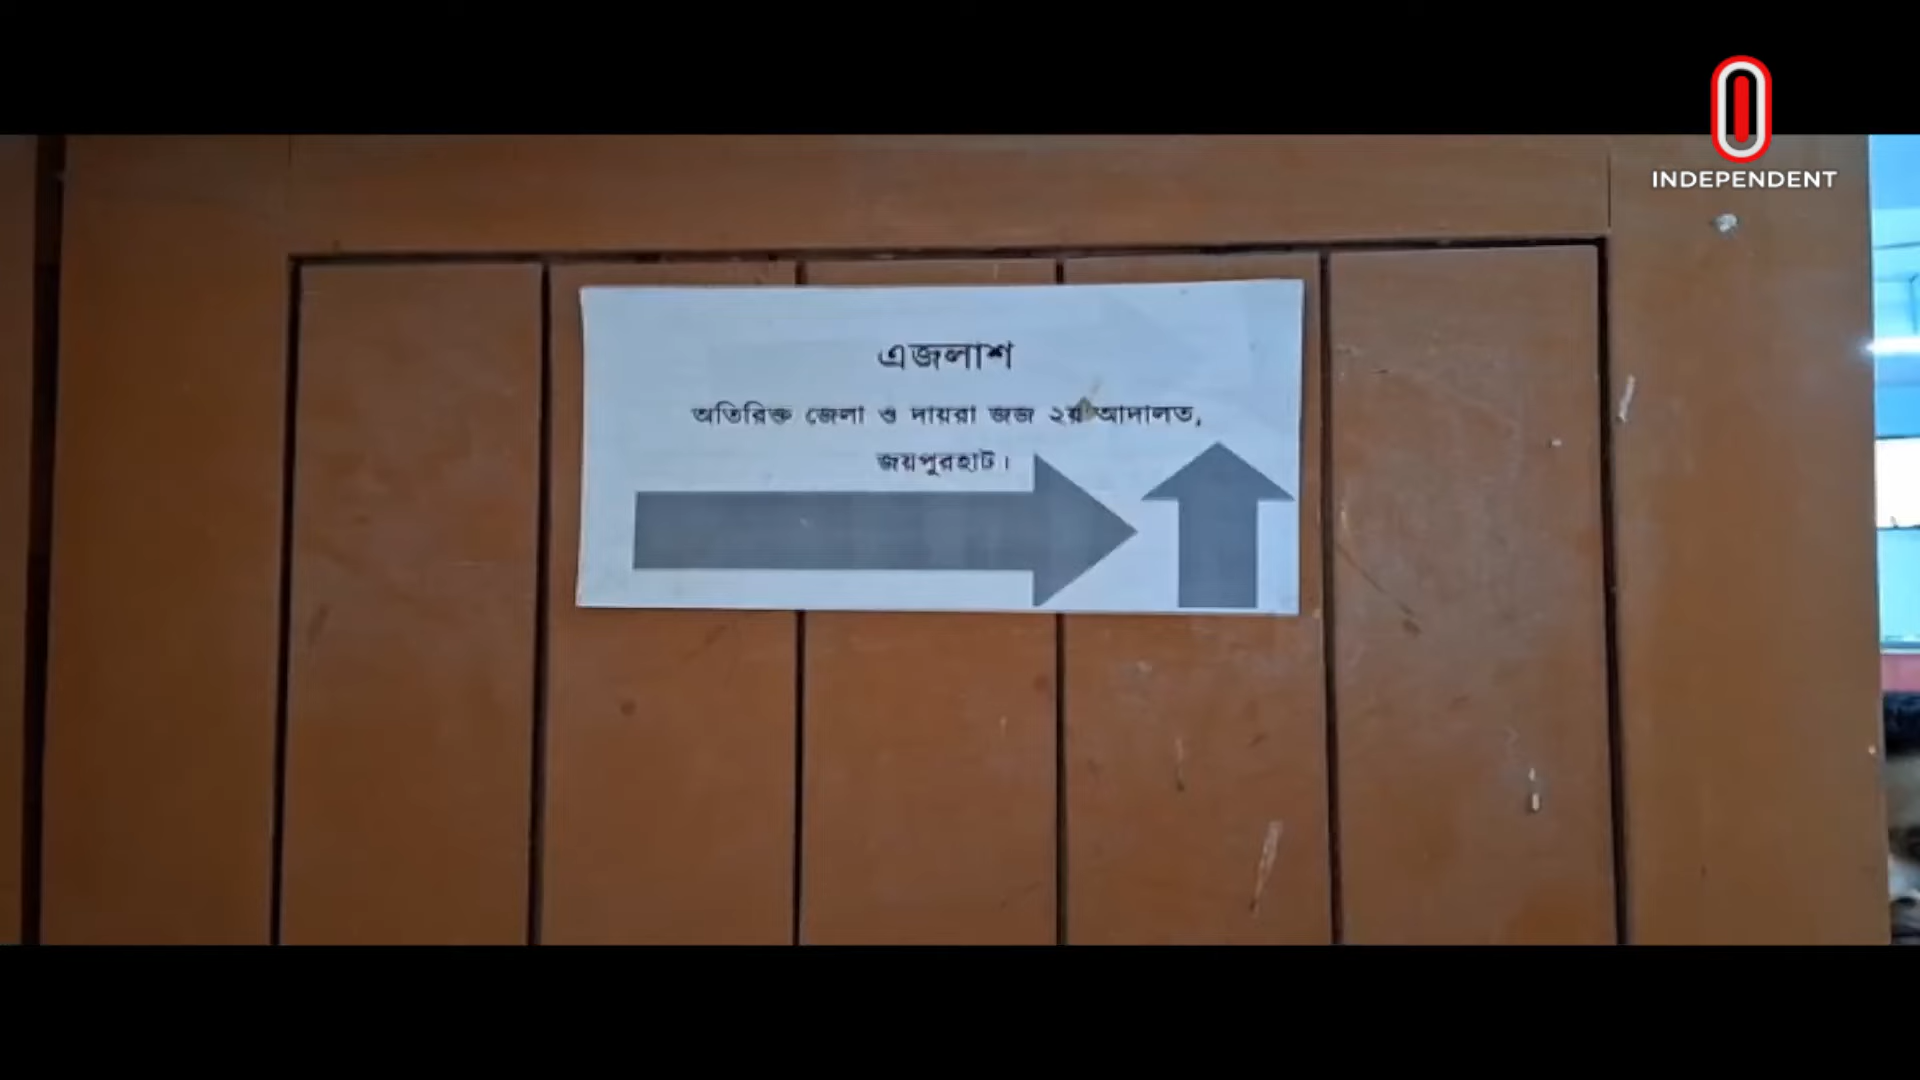 INDEPENDENT
এজলাশ
অতিরিক্ত জেলা ও দায়রা জজ ২য় আদালত,
জয়পুরহাট।